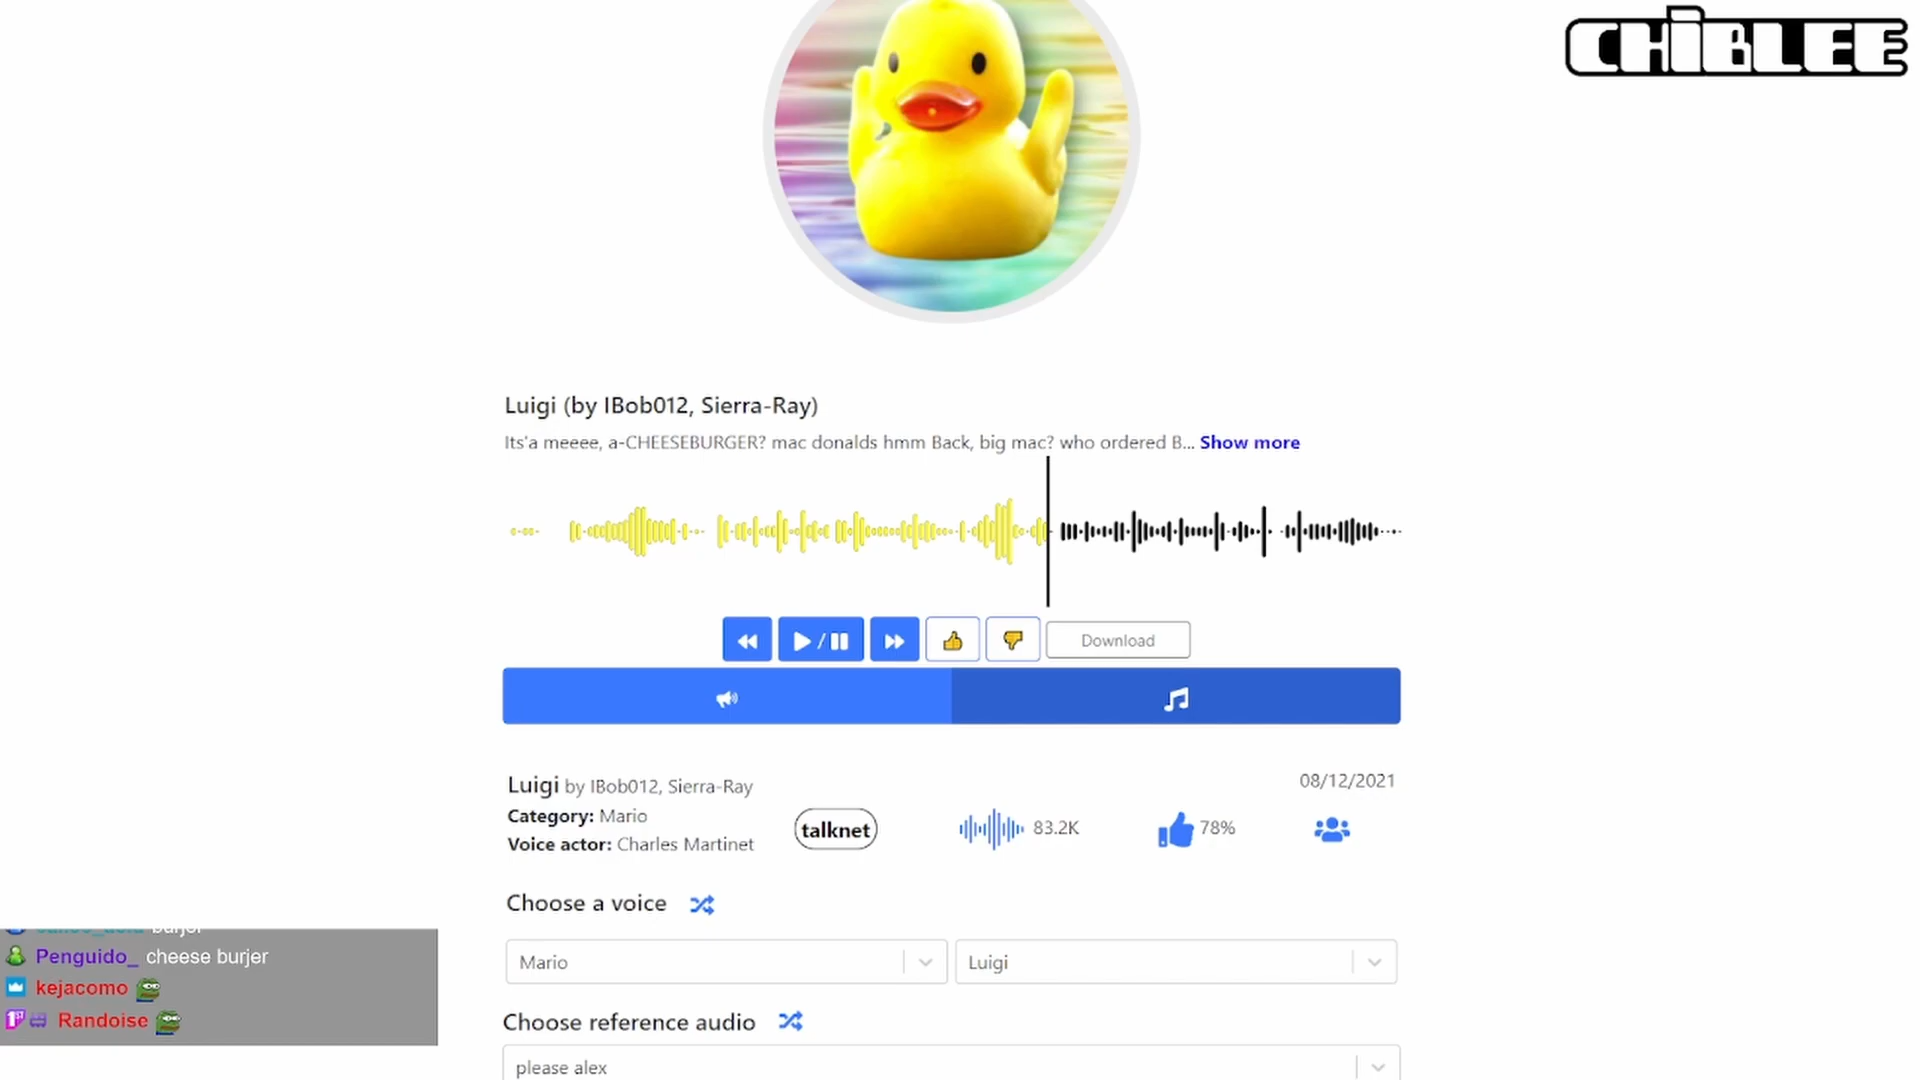 CHiBLEE
Luigi (by IBob012, Sierra-Ray)
Its'a meeee, a-CHEESEBURGER? mac donalds hmm Back, big mac? who ordered B... Show more
/
Download
Luigi by IBob012, Sierra-Ray
08/12/2021
Category: Mario
Voice actor: Charles Martinet
talknet
83.2K
78%
Choose a voice
Mario
Luigi
Choose reference audio
please alex
burjer
Penguido_ cheese burjer
kejacomo
1ST Randoise